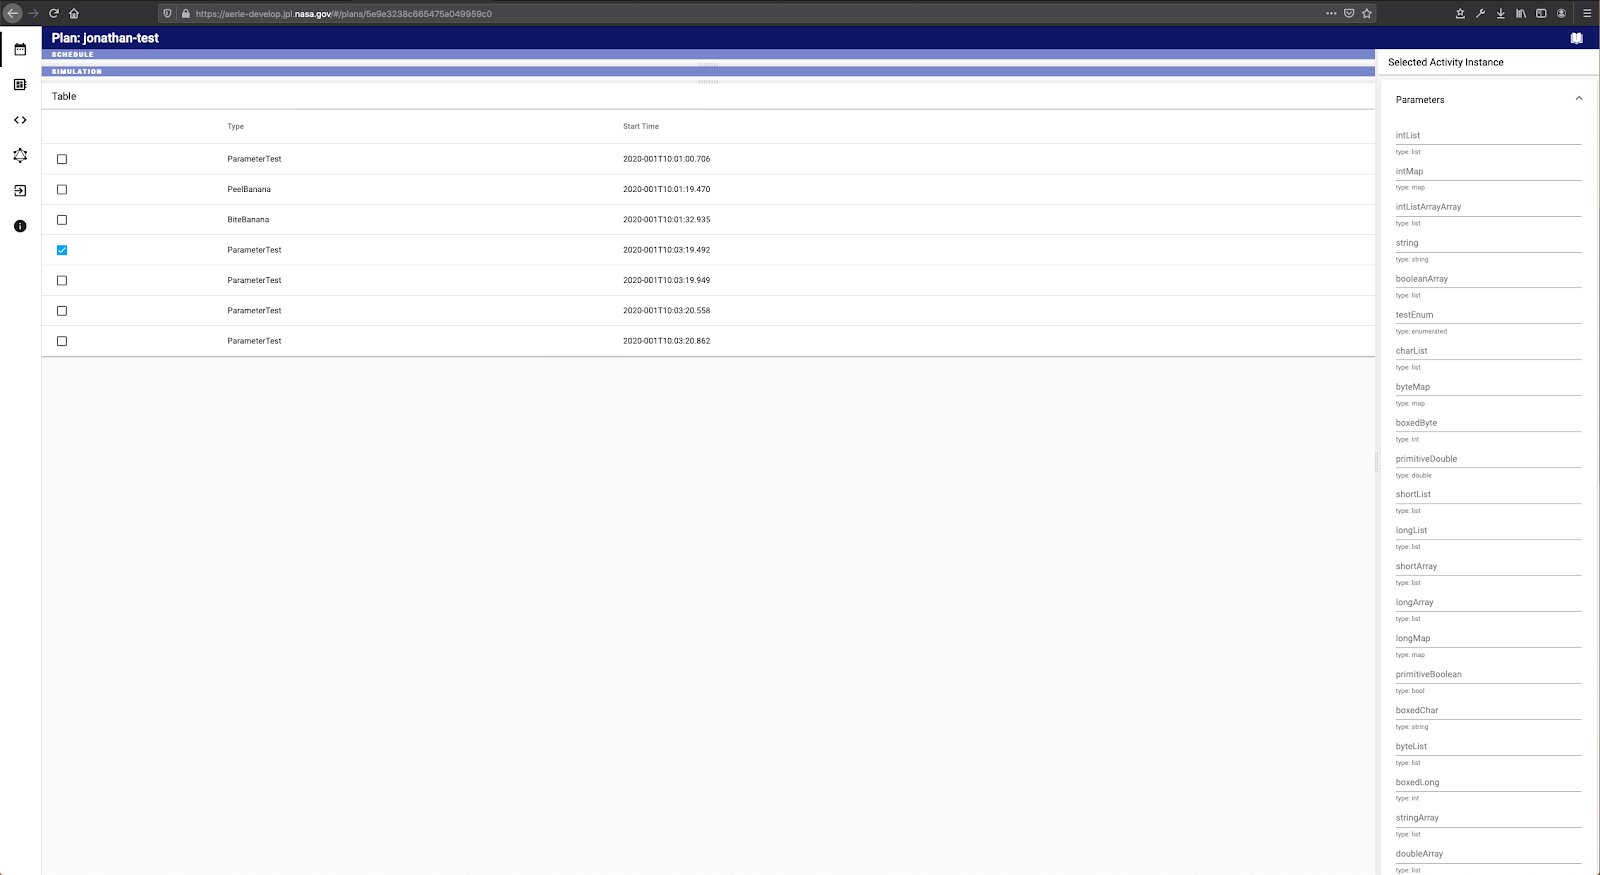 https://aerie-develop.jpl.nasa.gov/#/plans/5e9e3238c665475a049959c0
Plan: jonathan-test
SCHEDULE
SIMULATION
Table
Type Start Time
ParameterTest 2020-001T10:01:00.706
PeelBanana 2020-001T10:01:19.470
BiteBanana 2020-001T10:01:32.935
ParameterTest 2020-001T10:03:19.492
ParameterTest 2020-001T10:03:19.949
ParameterTest 2020-001T10:03:20.558
ParameterTest 2020-001T10:03:20.862
Selected Activity Instance
Parameters
intList
type: list
intMap
type: map
intListArrayArray
type: list
string
type: string
booleanArray
type: list
testEnum
type: enumerated
charList
type: list
byteMap
type: map
boxedByte
type: int
primitiveDouble
type: double
shortList
type: list
longList
type: list
shortArray
type: list
longArray
type: list
longMap
type: map
primitiveBoolean
type: bool
boxedChar
type: string
byteList
type: list
boxedLong
type: int
stringArray
type: list
doubleArray
type: list